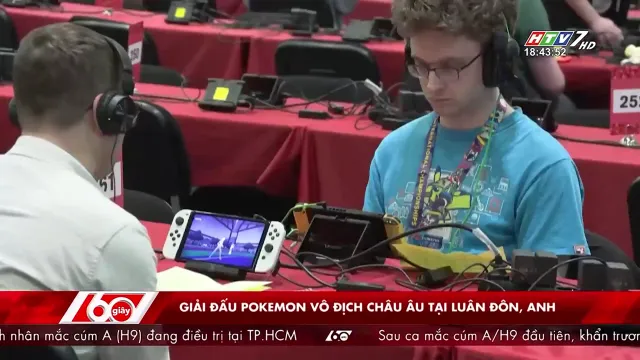 HTV7 HD
18:43:52
252
251
60 giây
GIẢI ĐẤU POKEMON VÔ ĐỊCH CHÂU ÂU TẠI LUÂN ĐÔN, ANH
h nhân mắc cúm A (H9) đang điều trị tại TP.HCM 60giây Sau ca mắc cúm A/H9 đầu tiên, khẩn trươ